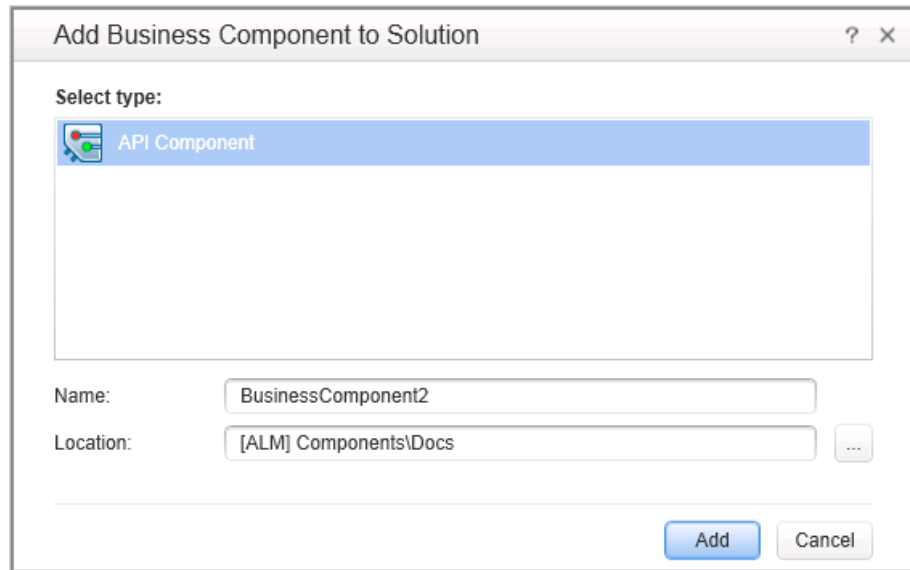 Add Business Component to Solution ? ×
Select type:
API Component
Name: BusinessComponent2
Location: [ALM] Components\Docs ...
Add Cancel